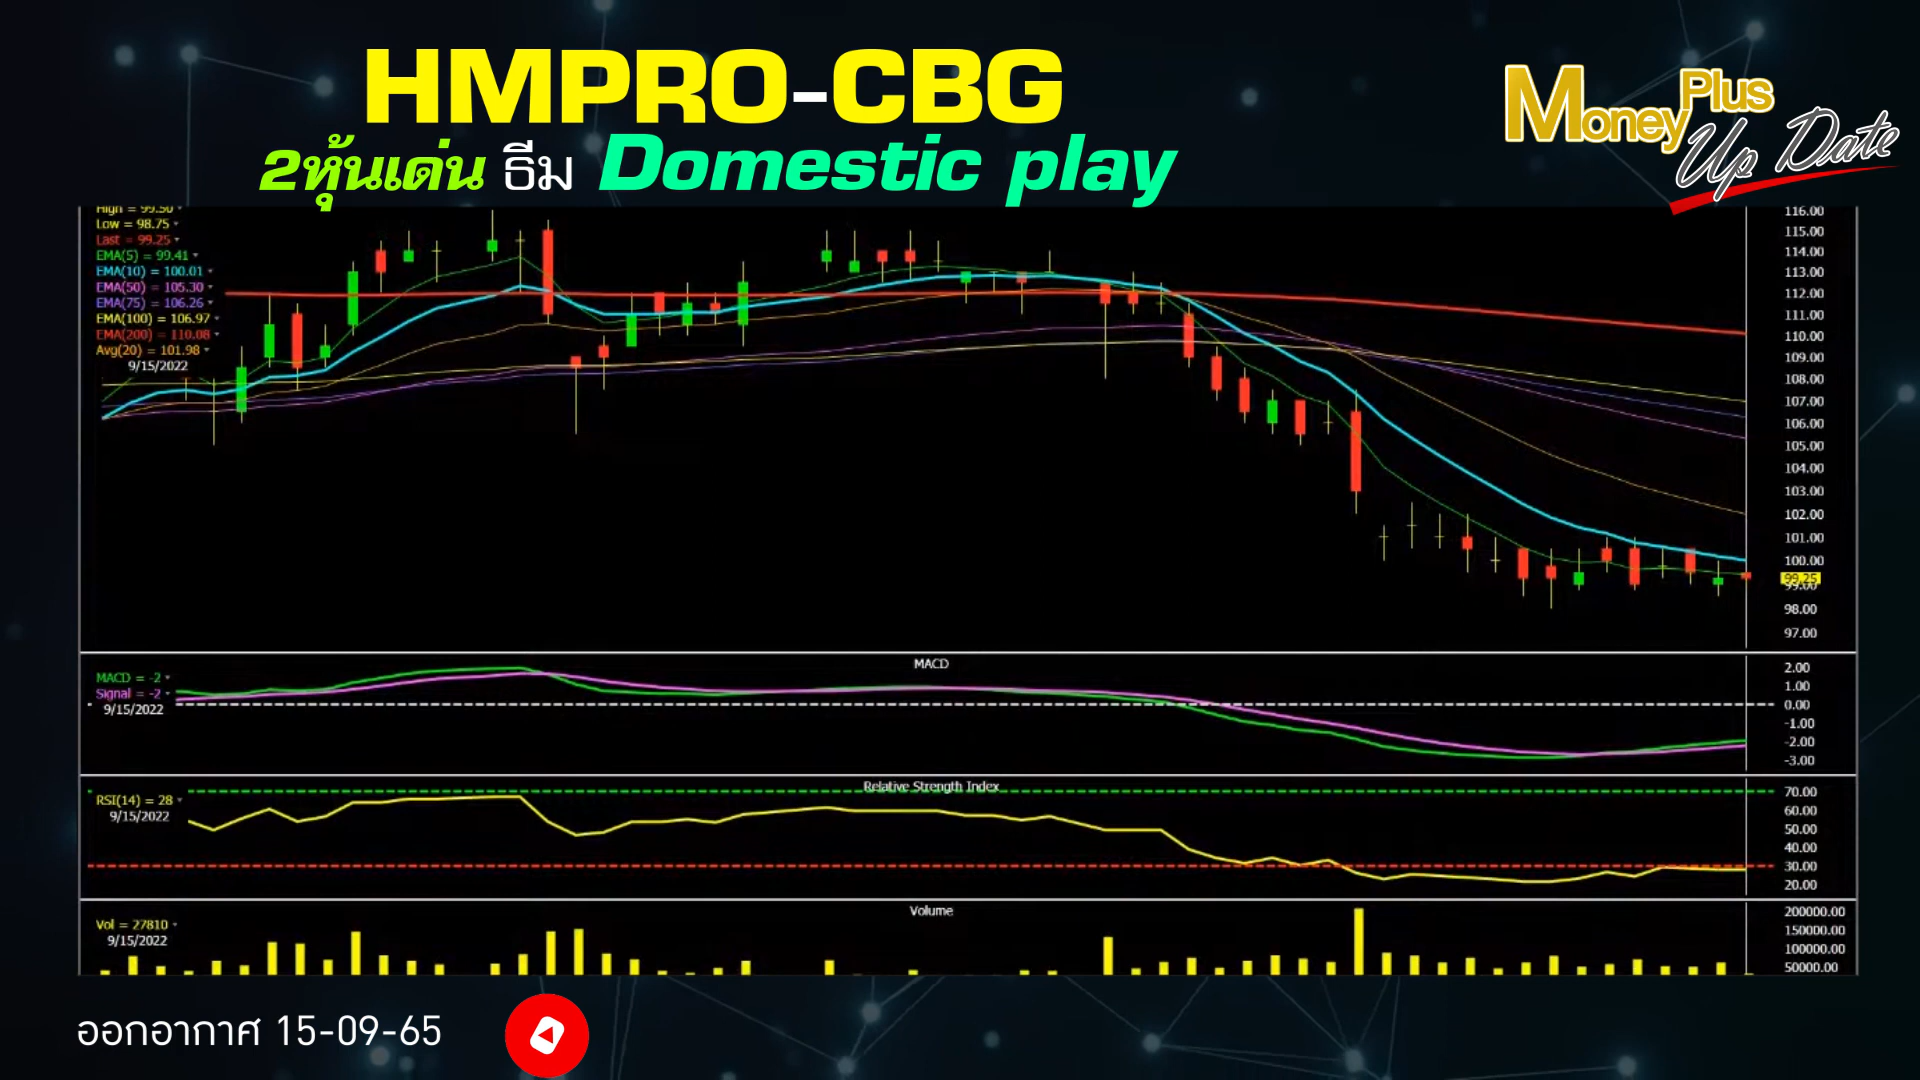 HMPRO-CBG
2หุ้นเด่น ธีม Domestic play
Money Plus
Up Date
High = 99.50
Low = 98.75
Last = 99.25
EMA(5) = 99.41
EMA(10) = 100.01
EMA(50) = 105.30
EMA(75) = 106.26
EMA(100) = 106.97
EMA(200) = 110.08
Avg(20) = 101.98
9/15/2022
116.00
115.00
114.00
113.00
112.00
111.00
110.00
109.00
108.00
107.00
106.00
105.00
104.00
103.00
102.00
101.00
100.00
99.25
99.00
98.00
97.00
MACD
MACD = -2
Signal = -2
9/15/2022
2.00
1.00
0.00
-1.00
-2.00
-3.00
Relative Strength Index
RSI(14) = 28
9/15/2022
70.00
60.00
50.00
40.00
30.00
20.00
Volume
Vol = 27810
9/15/2022
200000.00
150000.00
100000.00
50000.00
ออกอากาศ 15-09-65